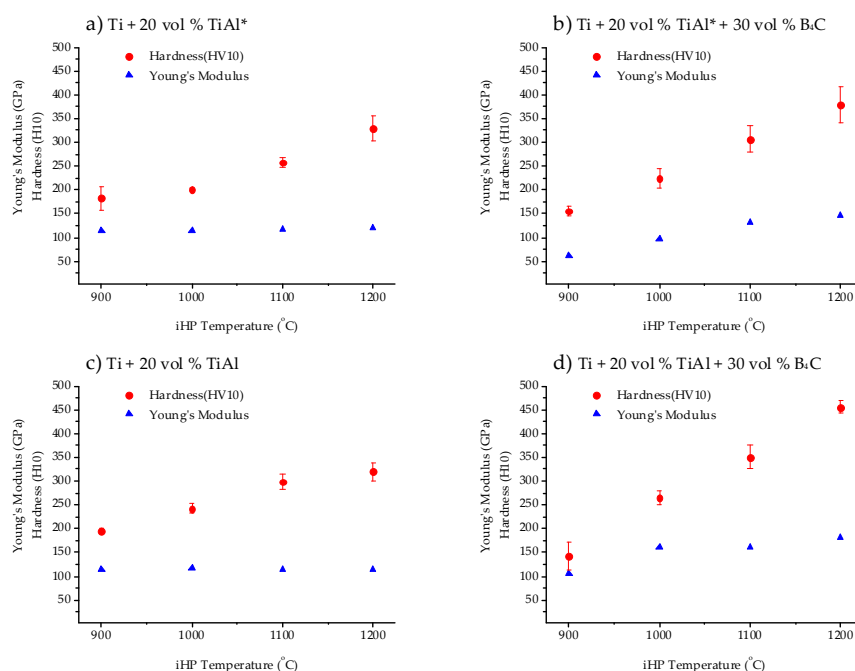 a) Ti + 20 vol % TiAl*
Hardness(HV10)
Young's Modulus
Young's Modulus (GPa)
Hardness (H10)
500
450
400
350
300
250
200
150
100
50
900 1000 1100 1200
iHP Temperature (°C)
b) Ti + 20 vol % TiAl* + 30 vol % B₄C
Hardness(HV10)
Young's Modulus
Young's Modulus (GPa)
Hardness (H10)
500
450
400
350
300
250
200
150
100
50
900 1000 1100 1200
iHP Temperature (°C)
c) Ti + 20 vol % TiAl
Hardness(HV10)
Young's Modulus
Young's Modulus (GPa)
Hardness (H10)
500
450
400
350
300
250
200
150
100
50
900 1000 1100 1200
iHP Temperature (°C)
d) Ti + 20 vol % TiAl + 30 vol % B₄C
Hardness(HV10)
Young's Modulus
Young's Modulus (GPa)
Hardness (H10)
500
450
400
350
300
250
200
150
100
50
900 1000 1100 1200
iHP Temperature (°C)